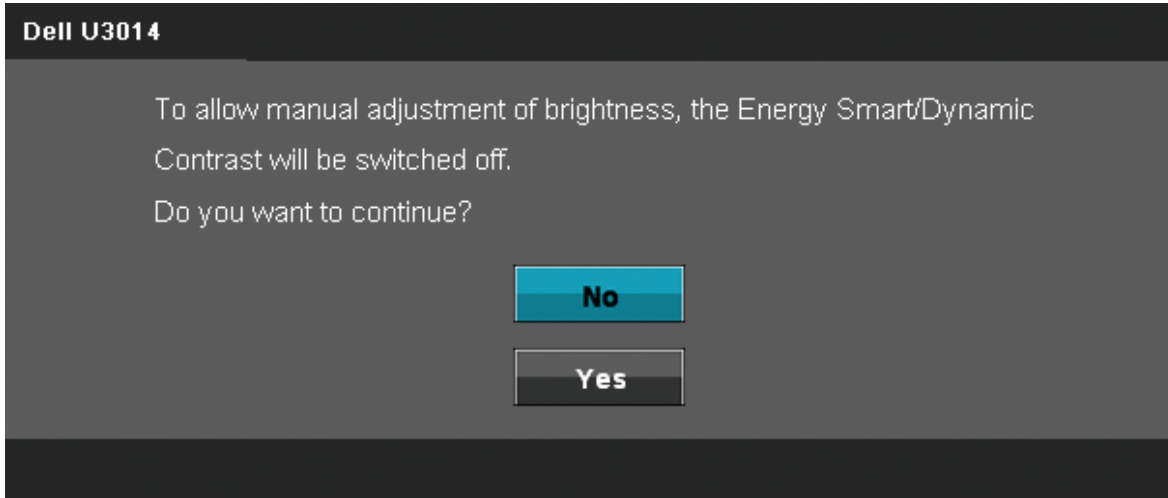 Dell U3014
To allow manual adjustment of brightness, the Energy Smart/Dynamic
Contrast will be switched off.
Do you want to continue?
No
Yes